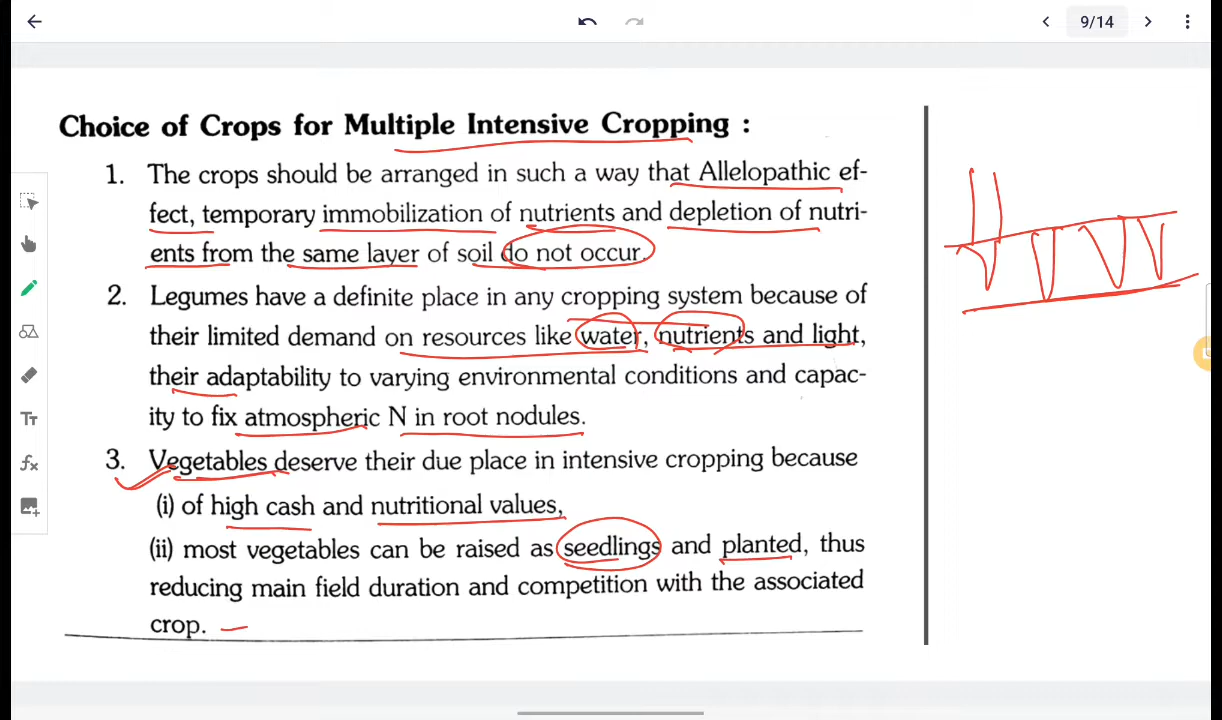 9/14
Choice of Crops for Multiple Intensive Cropping :
1. The crops should be arranged in such a way that Allelopathic ef-
fect, temporary immobilization of nutrients and depletion of nutri-
ents from the same layer of soil do not occur.
2. Legumes have a definite place in any cropping system because of
their limited demand on resources like water, nutrients and light,
their adaptability to varying environmental conditions and capac-
ity to fix atmospheric N in root nodules.
3. Vegetables deserve their due place in intensive cropping because
(i) of high cash and nutritional values,
(ii) most vegetables can be raised as seedlings and planted, thus
reducing main field duration and competition with the associated
crop.
Tт
fx